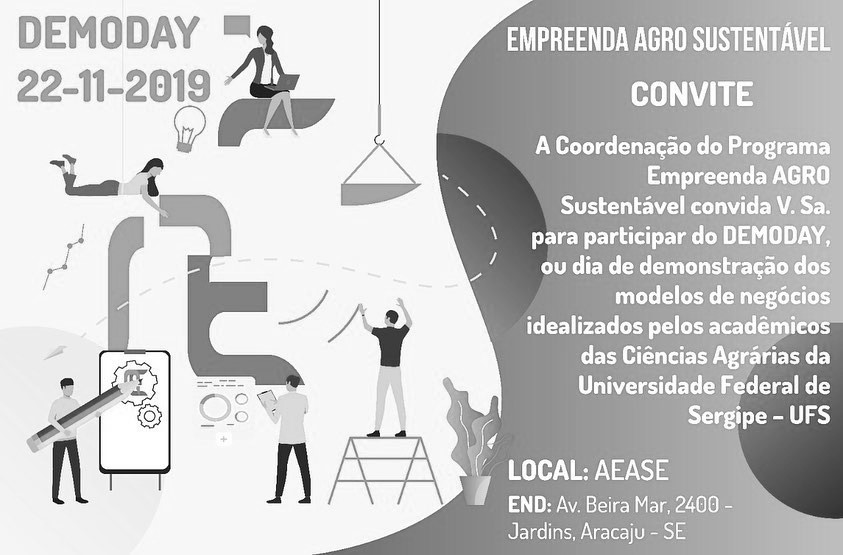 DEMODAY
22-11-2019
EMPREENDA AGRO SUSTENTÁVEL
CONVITE
A Coordenação do Programa
Empreenda AGRO
Sustentável convida V. Sa.
para participar do DEMODAY,
ou dia de demonstração dos
modelos de negócios
idealizados pelos acadêmicos
das Ciências Agrárias da
Universidade Federal de
Sergipe – UFS
LOCAL: AEASE
END: Av. Beira Mar, 2400 –
Jardins, Aracaju - SE